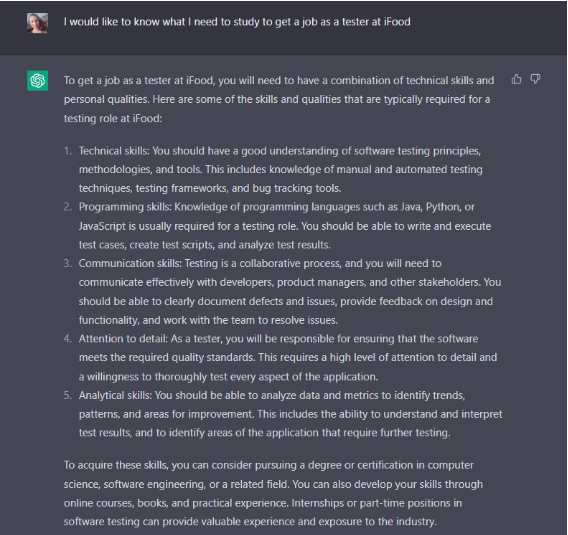 I would like to know what I need to study to get a job as a tester at iFood
To get a job as a tester at iFood, you will need to have a combination of technical skills and
personal qualities. Here are some of the skills and qualities that are typically required for a
testing role at iFood:
1. Technical skills: You should have a good understanding of software testing principles,
methodologies, and tools. This includes knowledge of manual and automated testing
techniques, testing frameworks, and bug tracking tools.
2. Programming skills: Knowledge of programming languages such as Java, Python, or
JavaScript is usually required for a testing role. You should be able to write and execute
test cases, create test scripts, and analyze test results.
3. Communication skills: Testing is a collaborative process, and you will need to
communicate effectively with developers, product managers, and other stakeholders. You
should be able to clearly document defects and issues, provide feedback on design and
functionality, and work with the team to resolve issues.
4. Attention to detail: As a tester, you will be responsible for ensuring that the software
meets the required quality standards. This requires a high level of attention to detail and
a willingness to thoroughly test every aspect of the application.
5. Analytical skills: You should be able to analyze data and metrics to identify trends,
patterns, and areas for improvement. This includes the ability to understand and interpret
test results, and to identify areas of the application that require further testing.
To acquire these skills, you can consider pursuing a degree or certification in computer
science, software engineering, or a related field. You can also develop your skills through
online courses, books, and practical experience. Internships or part-time positions in
software testing can provide valuable experience and exposure to the industry.